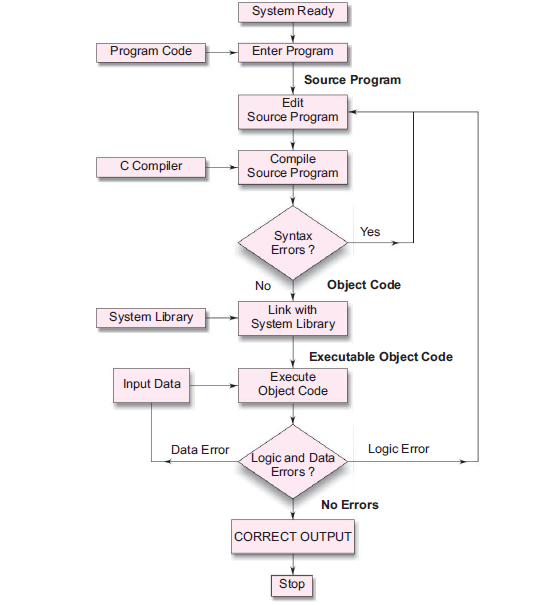 System Ready
Program Code
Enter Program
Source Program
Edit
Source Program
C Compiler
Compile
Source Program
Syntax
Errors ?
Yes
No
Object Code
System Library
Link with
System Library
Executable Object Code
Input Data
Execute
Object Code
Data Error
Logic and Data
Errors ?
Logic Error
No Errors
CORRECT OUTPUT
Stop